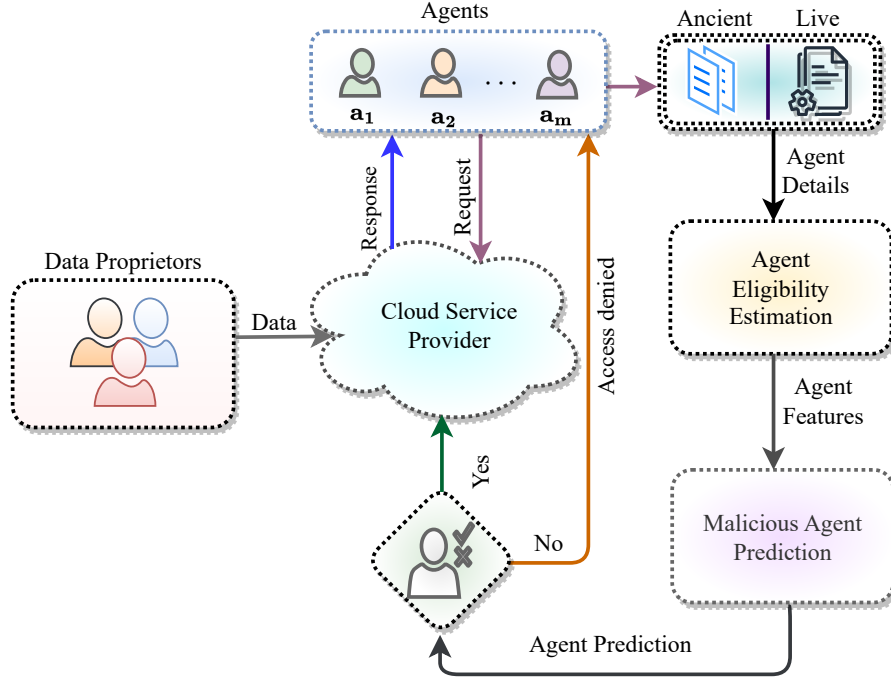 Agents
Ancient
Live
a1
a2
...
am
Agent
Details
Response
Request
Access denied
Data Proprietors
Data
Cloud Service
Provider
Agent
Eligibility
Estimation
Agent
Features
Yes
No
Malicious Agent
Prediction
Agent Prediction